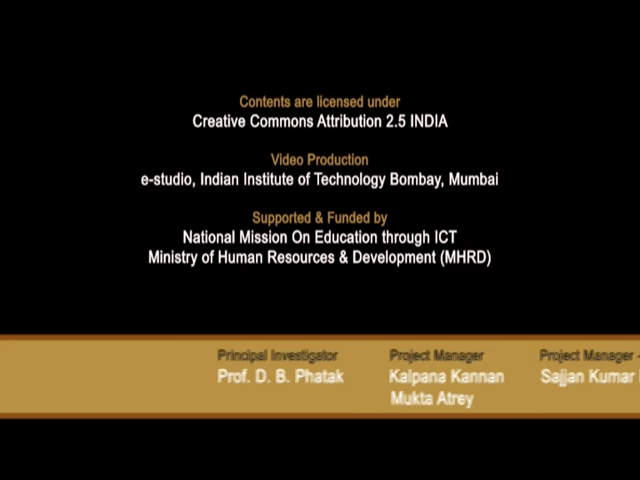 Contents are licensed under
Creative Commons Attribution 2.5 INDIA
Video Production
e-studio, Indian Institute of Technology Bombay, Mumbai
Supported & Funded by
National Mission On Education through ICT
Ministry of Human Resources & Development (MHRD)
Principal Investigator
Prof. D. B. Phatak
Project Manager
Kalpana Kannan
Mukta Atrey
Project Manager -
Sajjan Kumar